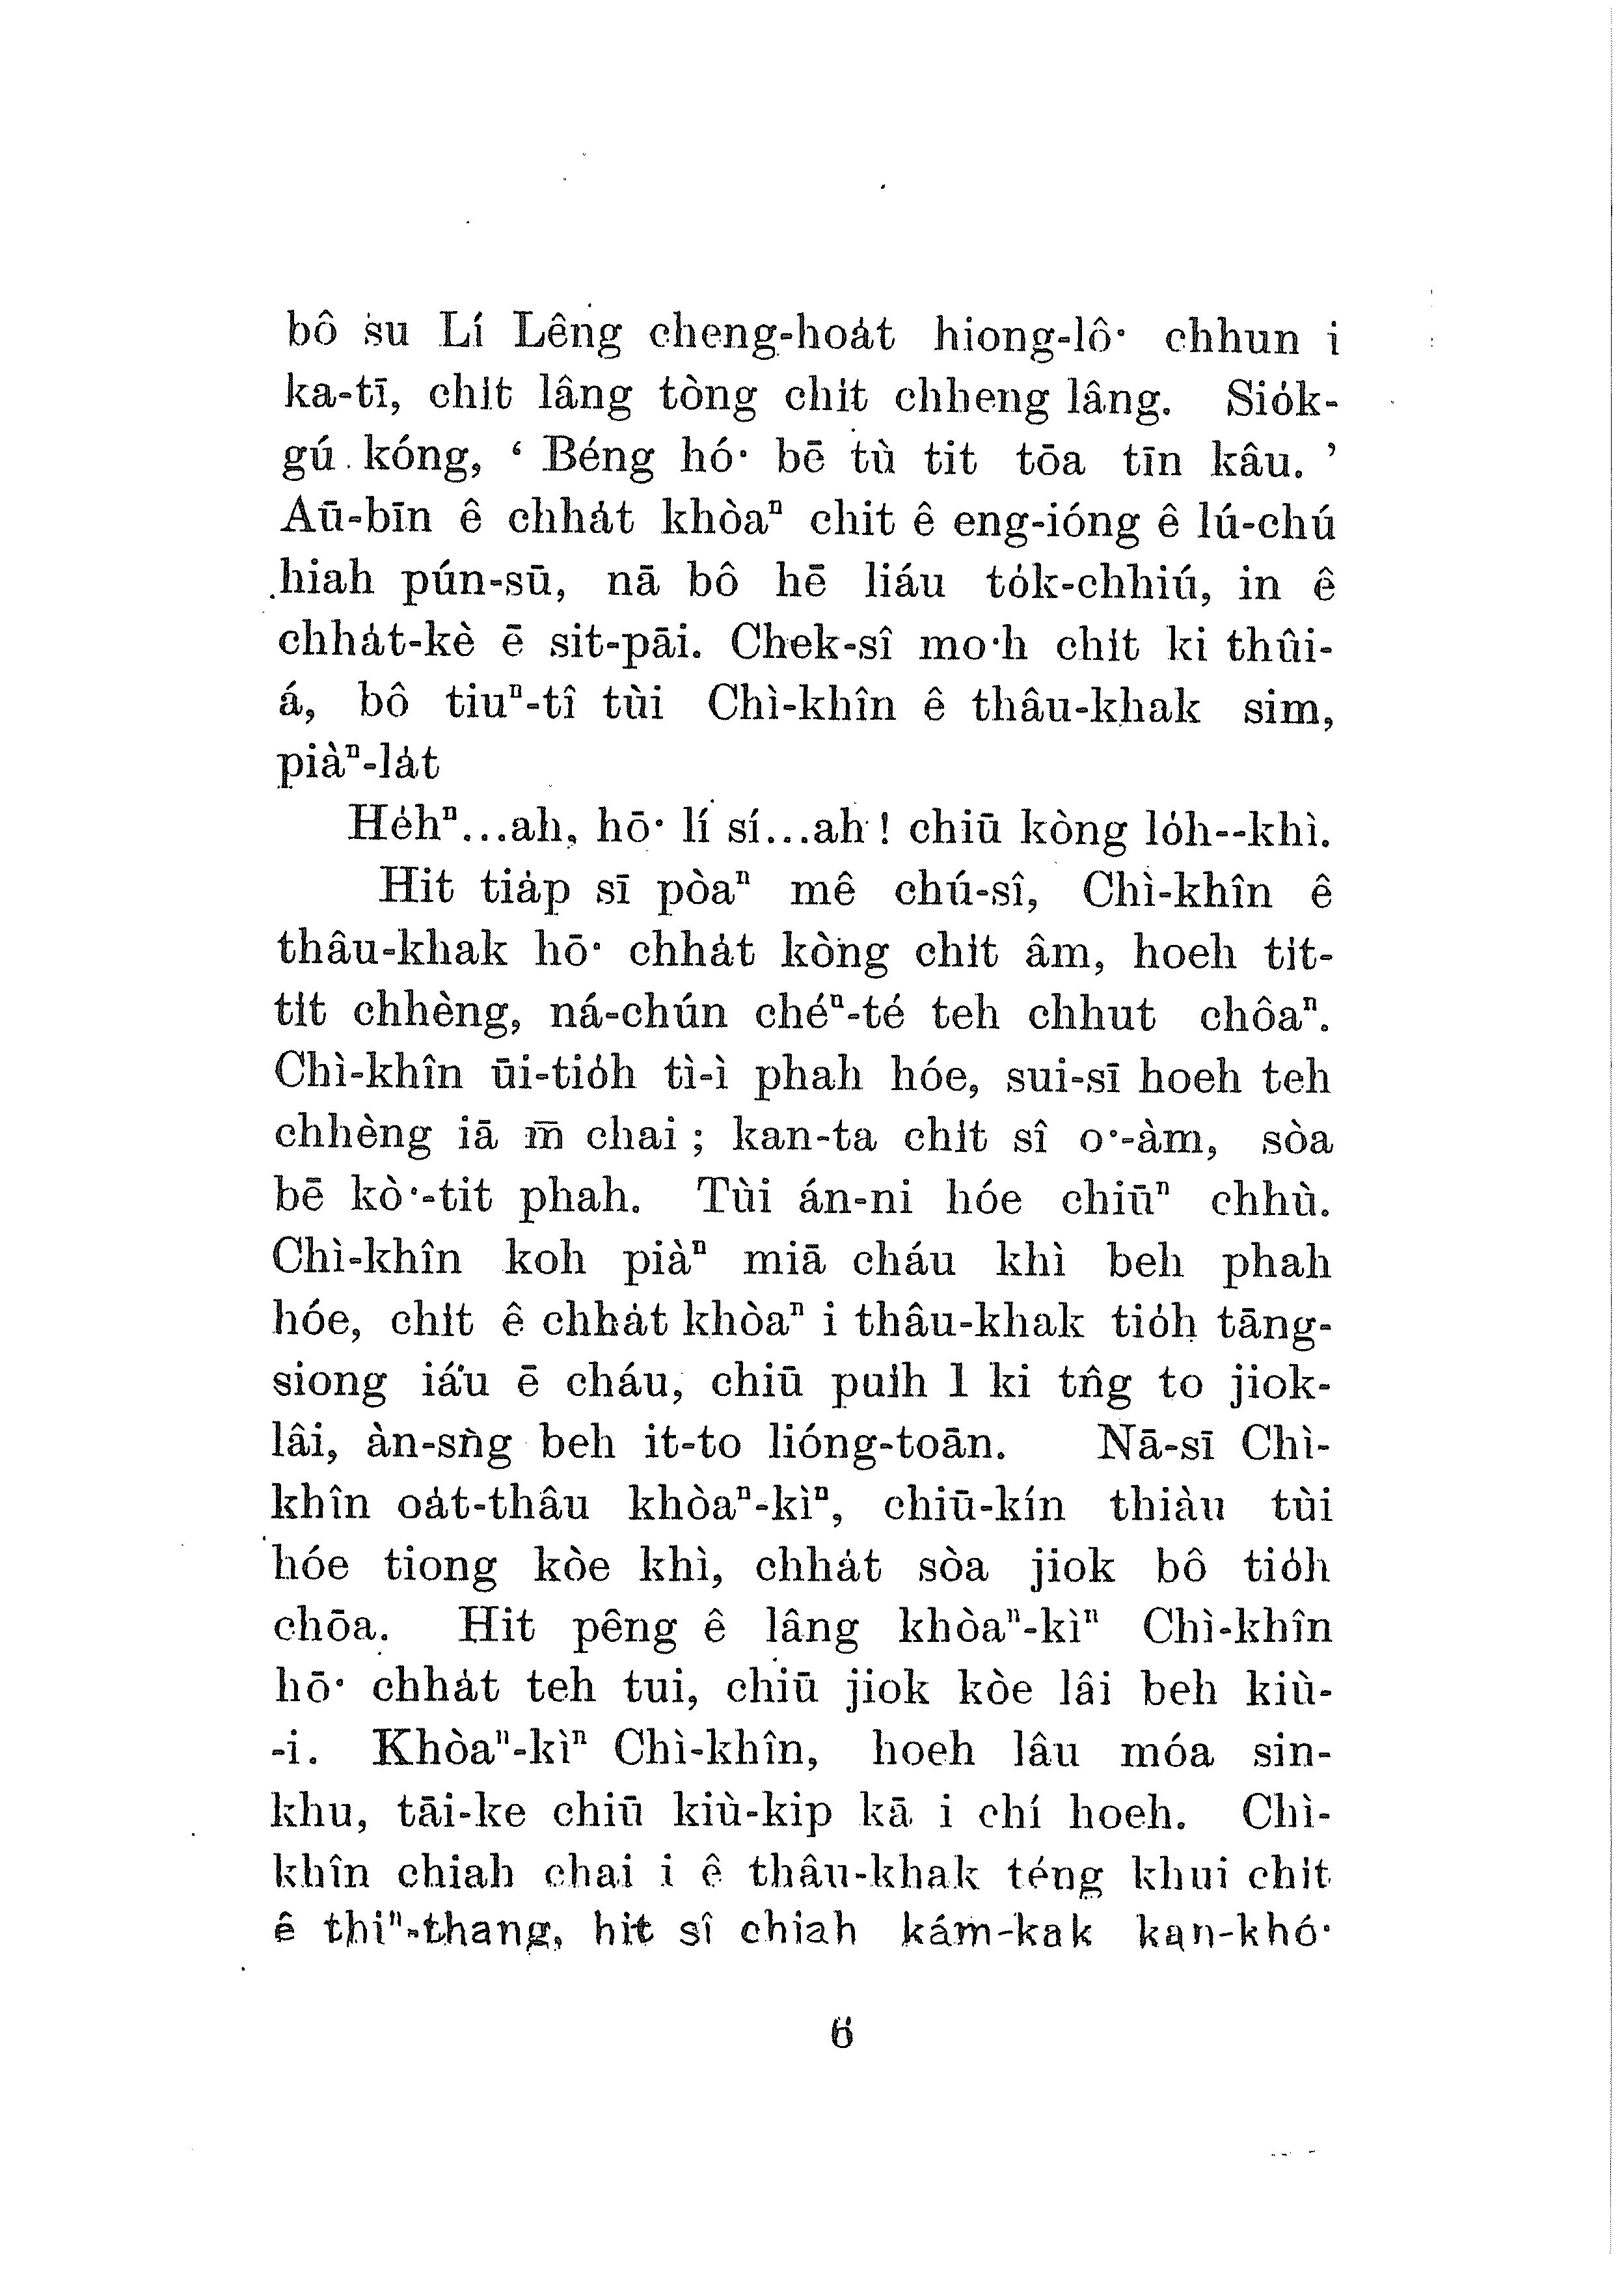 bô su Lí Lêng cheng-hoa̍t hiong-lô͘ chhun i
ka-tī, chi̍t lâng tòng chi̍t chheng lâng. Sio̍k-
gú kóng, ‘ Béng hó͘ bē tù tit tōa tīn kâu. ’
Aū-bīn ê chha̍t khòaⁿ chit ê eng-ióng ê lú-chú
hiah pún-sū, nā bô hē liáu to̍k-chhiú, in ê
chha̍t-kè ē sit-pāi. Chek-sî mo͘h chi̍t ki thûi-
á, bô tiuⁿ-tî tùi Chì-khîn ê thâu-khak sim,
piàⁿ-la̍t
He̍hⁿ...ah, hō͘ lí sí...ah ! chiū kòng lo̍h--khì.
Hit tia̍p sī pòaⁿ mê chú-sî, Chì-khîn ê
thâu-khak hō͘ chha̍t kòng chi̍t âm, hoeh ti̍t-
ti̍t chhèng, ná-chún chéⁿ-té teh chhut chôaⁿ.
Chì-khîn ūi-tio̍h tì-ì phah hóe, sui-sī hoeh teh
chhèng iā m̄ chai ; kan-ta chi̍t sî o͘-àm, sòa
bē kò͘-tit phah. Tùi án-ni hóe chiūⁿ chhù.
Chì-khîn koh piàⁿ miā cháu khì beh phah
hóe, chi̍t ê chha̍t khòaⁿ i thâu-khak tio̍h tāng-
siong iáu ē cháu, chiū pui̍h 1 ki tn̂g to jiok-
lâi, àn-sǹg beh it-to lióng-toān. Nā-sī Chì-
khîn oa̍t-thâu khòaⁿ-kìⁿ, chiū-kín thiàu tùi
hóe tiong kòe khì, chha̍t sòa jiok bô tio̍h
chōa. Hit pêng ê lâng khòaⁿ-kìⁿ Chì-khîn
hō͘ chha̍t teh tui, chiū jiok kòe lâi beh kiù-
-i. Khòaⁿ-kìⁿ Chì-khîn, hoeh lâu móa sin-
khu, tāi-ke chiū kiù-kip kā i chí hoeh. Chì-
khîn chiah chai i ê thâu-khak téng khui chi̍t
ê thiⁿ-thang, hit sî chiah kám-kak kan-khó͘
6